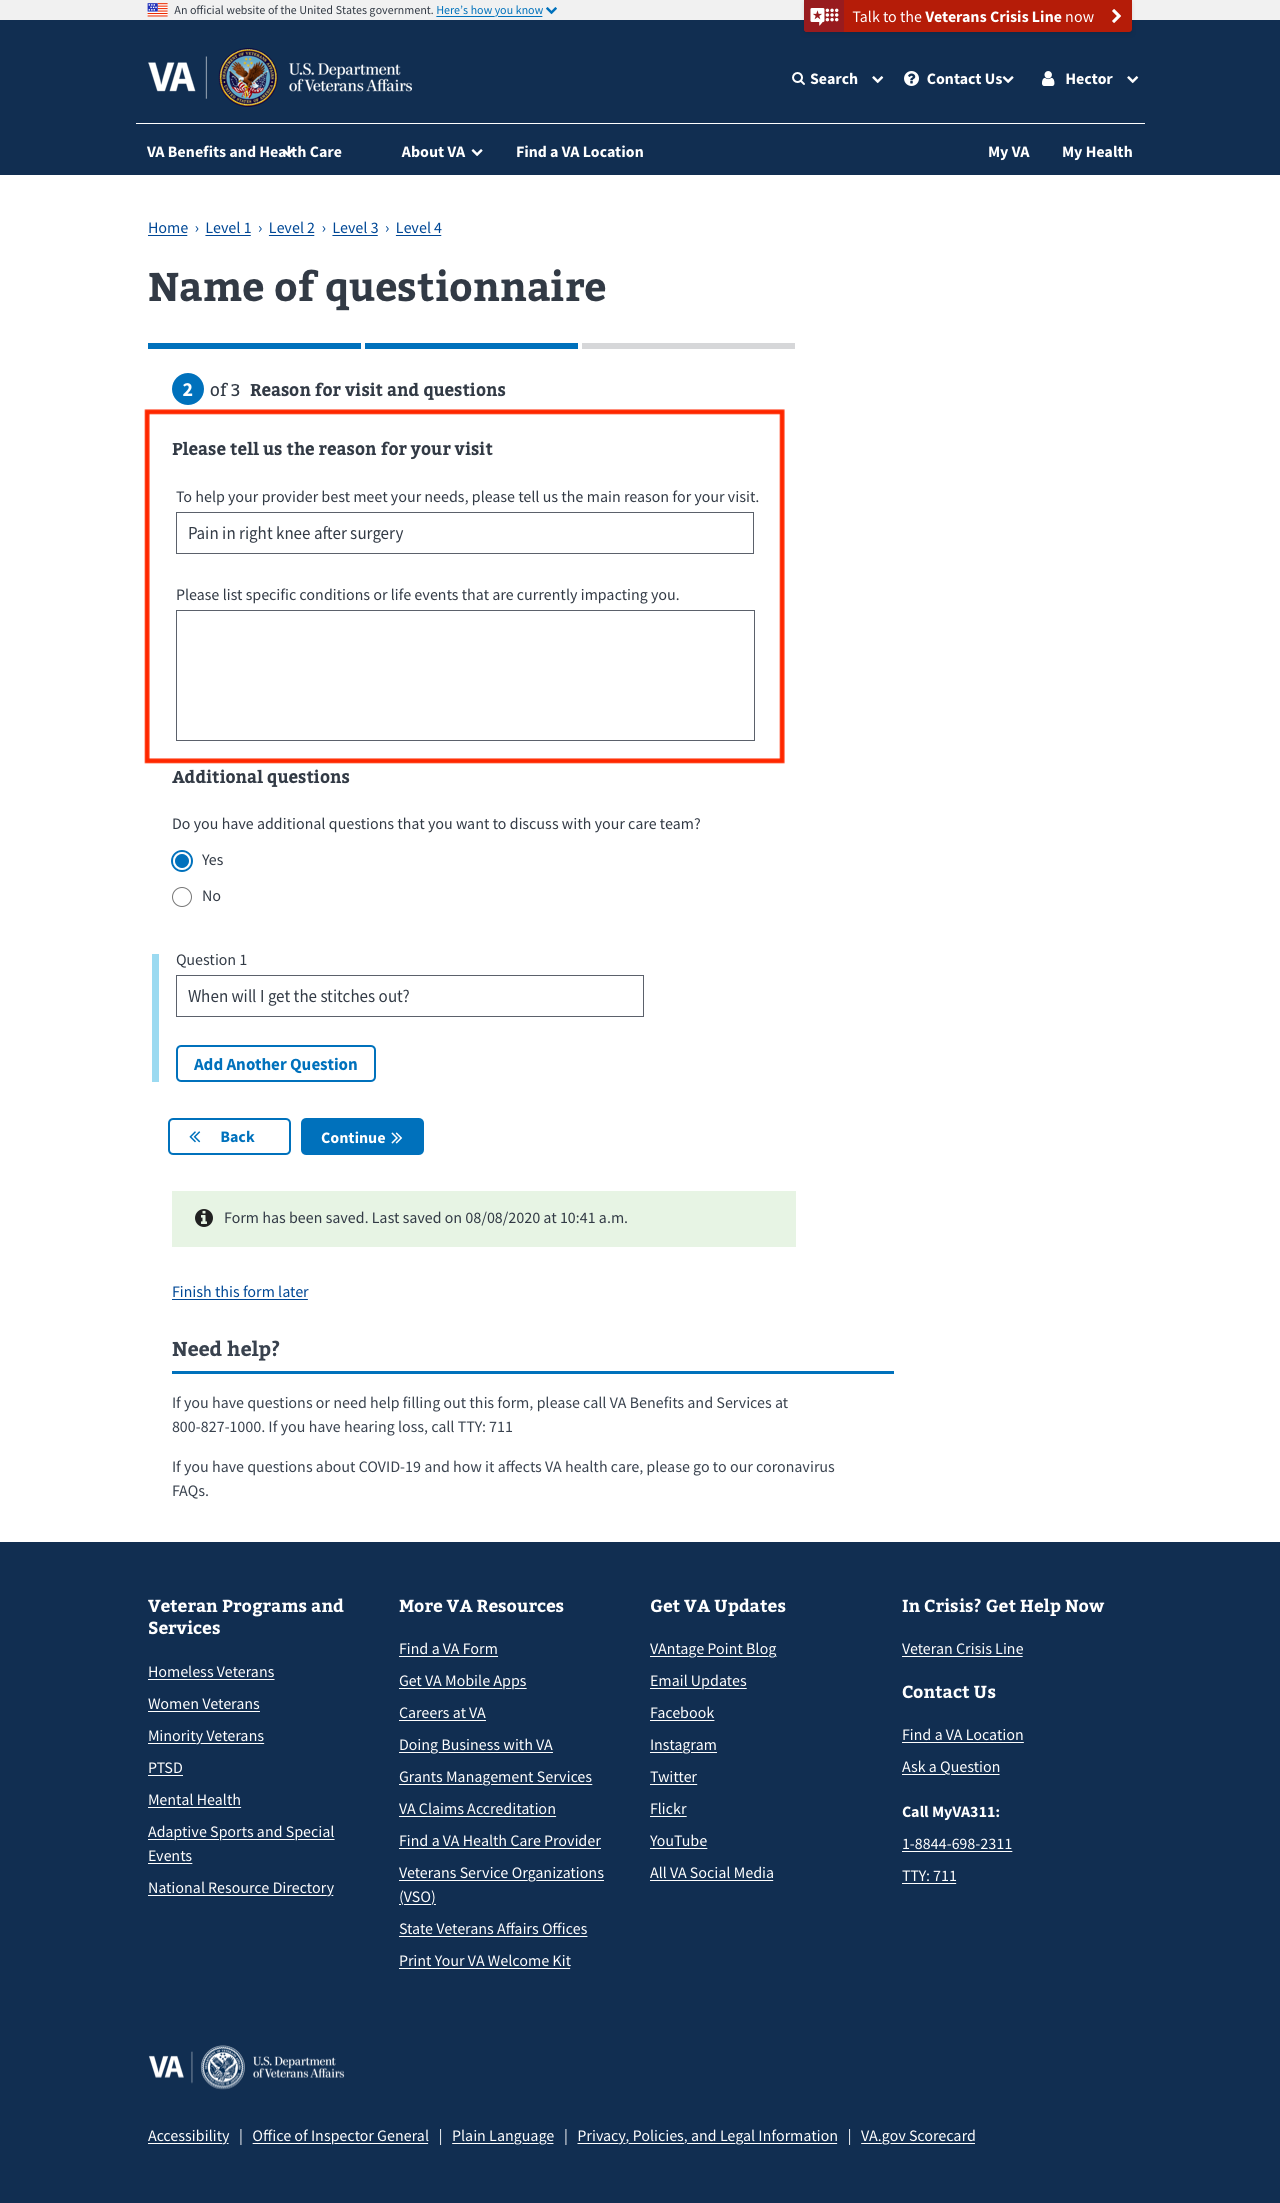 An official website of the United States government. Here's how you know
Talk to the Veterans Crisis Line now
VA
U.S. Department
of Veterans Affairs
Search
Contact Us
Hector
VA Benefits and Health Care
About VA
Find a VA Location
My VA
My Health
Home › Level 1 › Level 2 › Level 3 › Level 4
Name of questionnaire
2 of 3 Reason for visit and questions
Please tell us the reason for your visit
To help your provider best meet your needs, please tell us the main reason for your visit.
Pain in right knee after surgery
Please list specific conditions or life events that are currently impacting you.
Additional questions
Do you have additional questions that you want to discuss with your care team?
Yes
No
Question 1
When will I get the stitches out?
Add Another Question
Back
Continue
Form has been saved. Last saved on 08/08/2020 at 10:41 a.m.
Finish this form later
Need help?
If you have questions or need help filling out this form, please call VA Benefits and Services at
800-827-1000. If you have hearing loss, call TTY: 711
If you have questions about COVID-19 and how it affects VA health care, please go to our coronavirus
FAQs.
Veteran Programs and
Services
Homeless Veterans
Women Veterans
Minority Veterans
PTSD
Mental Health
Adaptive Sports and Special
Events
National Resource Directory
More VA Resources
Find a VA Form
Get VA Mobile Apps
Careers at VA
Doing Business with VA
Grants Management Services
VA Claims Accreditation
Find a VA Health Care Provider
Veterans Service Organizations
(VSO)
State Veterans Affairs Offices
Print Your VA Welcome Kit
Get VA Updates
VAntage Point Blog
Email Updates
Facebook
Instagram
Twitter
Flickr
YouTube
All VA Social Media
In Crisis? Get Help Now
Veteran Crisis Line
Contact Us
Find a VA Location
Ask a Question
Call MyVA311:
1-8844-698-2311
TTY: 711
VA
U.S. Department
of Veterans Affairs
Accessibility | Office of Inspector General | Plain Language | Privacy, Policies, and Legal Information | VA.gov Scorecard